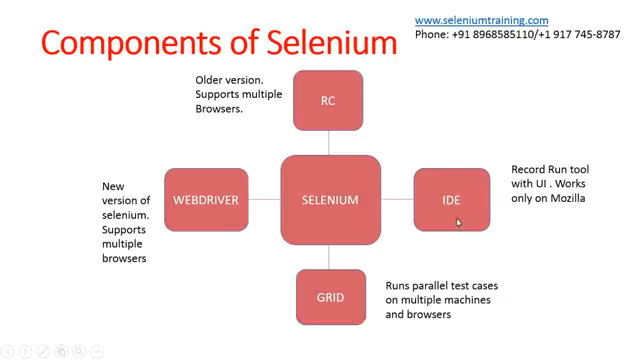 Components of Selenium
www.seleniumtraining.com
Phone: +91 8968585110/+1 917 745-8787
Older version.
Supports multiple
Browsers.
RC
New
version of
selenium.
Supports
multiple
browsers
WEBDRIVER
SELENIUM
IDE
Record Run tool
with UI . Works
only on Mozilla
GRID
Runs parallel test cases
on multiple machines
and browsers